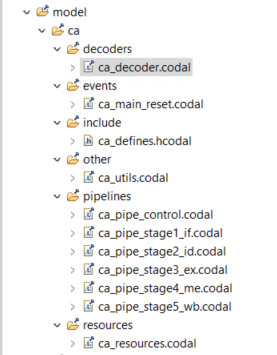 model
ca
decoders
ca_decoder.codal
events
ca_main_reset.codal
include
ca_defines.hcodal
other
ca_utils.codal
pipelines
ca_pipe_control.codal
ca_pipe_stage1_if.codal
ca_pipe_stage2_id.codal
ca_pipe_stage3_ex.codal
ca_pipe_stage4_me.codal
ca_pipe_stage5_wb.codal
resources
ca_resources.codal